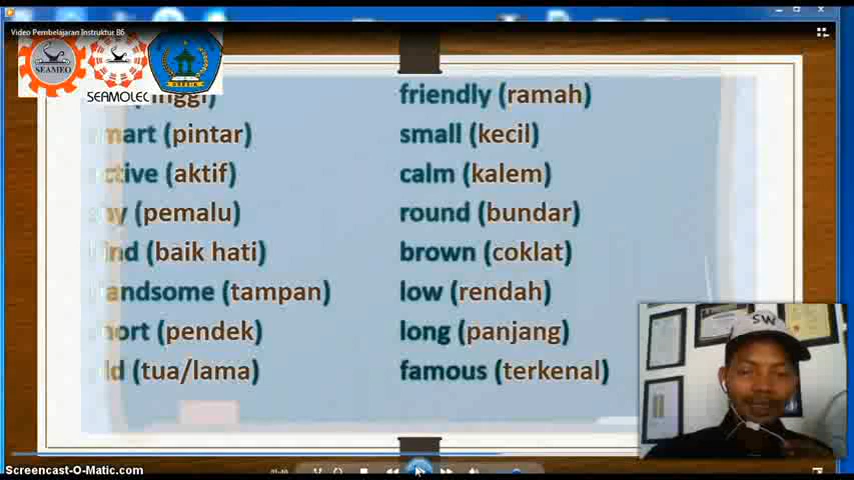 Video Pembelajaran Instruktur B6
SEAMEO
SEAMOLEC
friendly (ramah)
(pintar)
small (kecil)
(aktif)
calm (kalem)
(pemalu)
round (bundar)
(baik hati)
brown (coklat)
(tampan)
low (rendah)
(pendek)
long (panjang)
(tua/lama)
famous (terkenal)
SW
Screencast-O-Matic.com